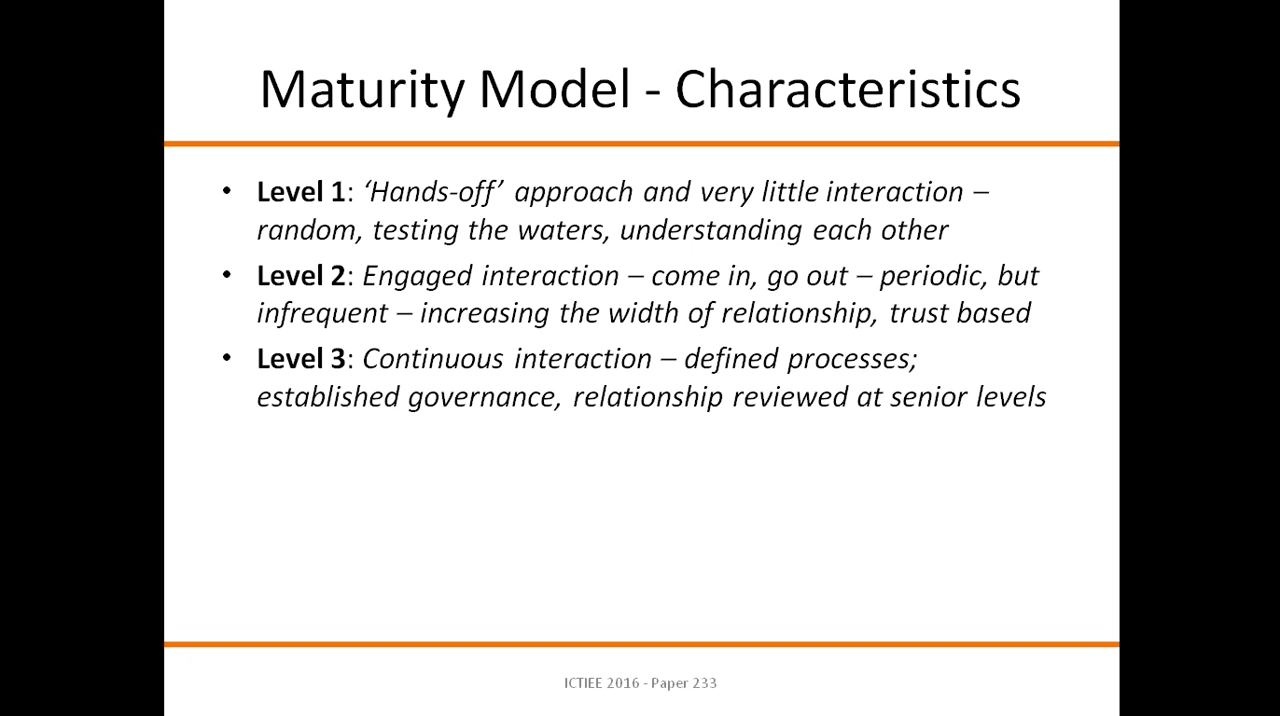 Maturity Model - Characteristics
• Level 1: ‘Hands-off’ approach and very little interaction –
random, testing the waters, understanding each other
• Level 2: Engaged interaction – come in, go out – periodic, but
infrequent – increasing the width of relationship, trust based
• Level 3: Continuous interaction – defined processes;
established governance, relationship reviewed at senior levels
ICTIEE 2016 - Paper 233